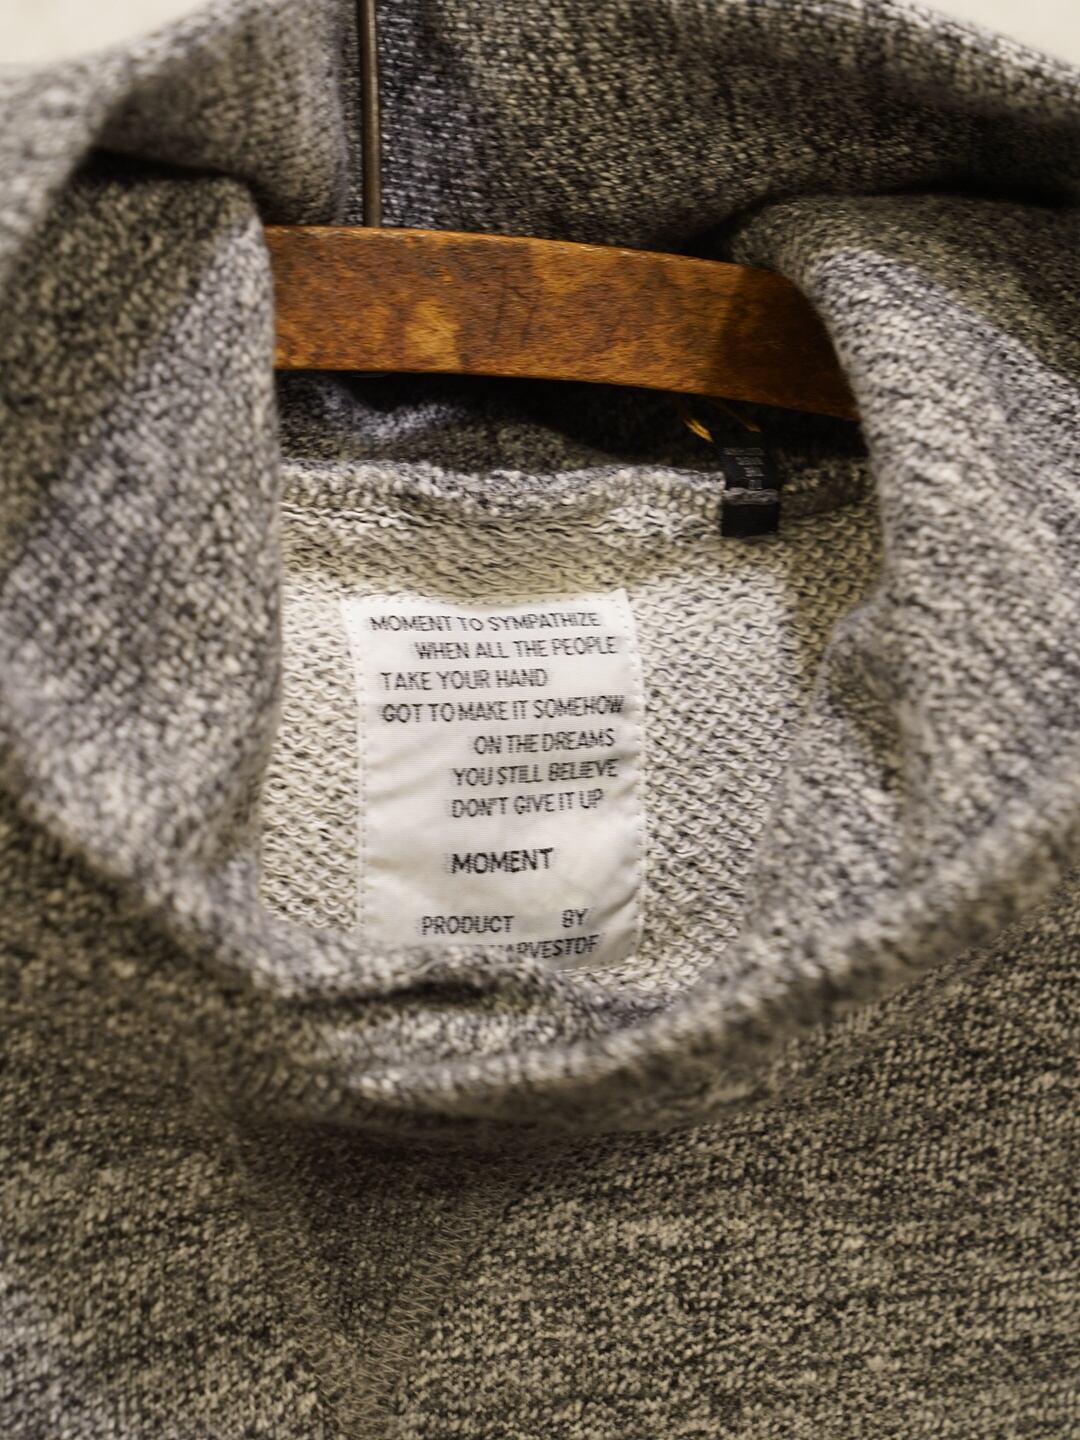 MOMENT TO SYMPATHIZE
WHEN ALL THE PEOPLE
TAKE YOUR HAND
GOT TO MAKE IT SOMEHOW
ON THE DREAMS
YOU STILL BELIEVE
DON'T GIVE IT UP
MOMENT
PRODUCT BY